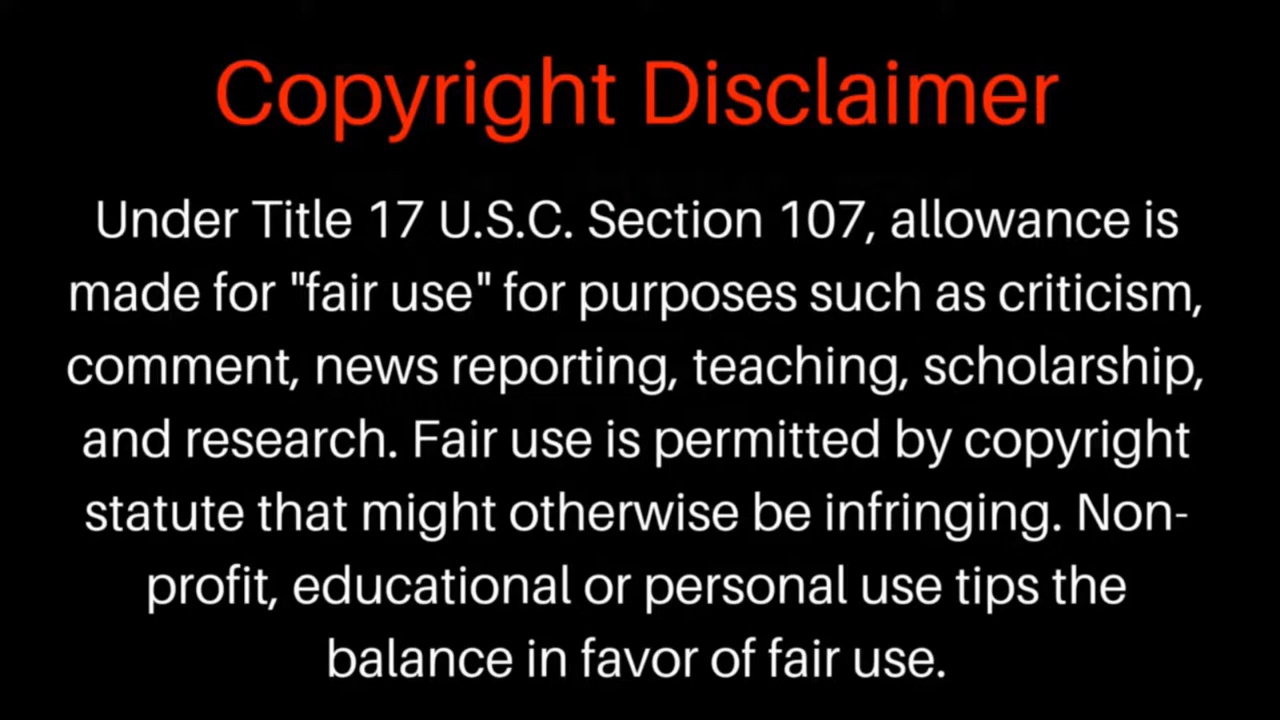 Copyright Disclaimer
Under Title 17 U.S.C. Section 107, allowance is
made for "fair use" for purposes such as criticism,
comment, news reporting, teaching, scholarship,
and research. Fair use is permitted by copyright
statute that might otherwise be infringing. Non-
profit, educational or personal use tips the
balance in favor of fair use.